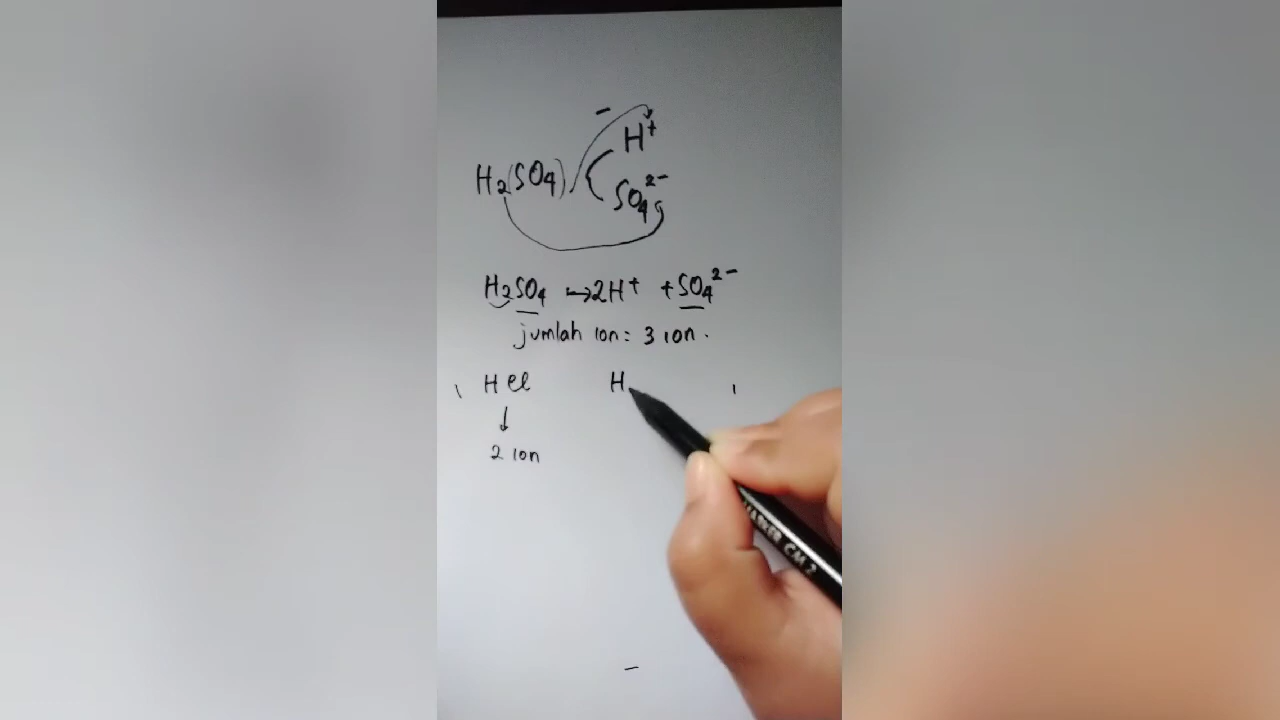 H⁺
H₂(SO₄)
SO₄²⁻
H₂SO₄ → 2H⁺ + SO₄²⁻
jumlah ion: 3 ion.
HCl H
↓
2 ion